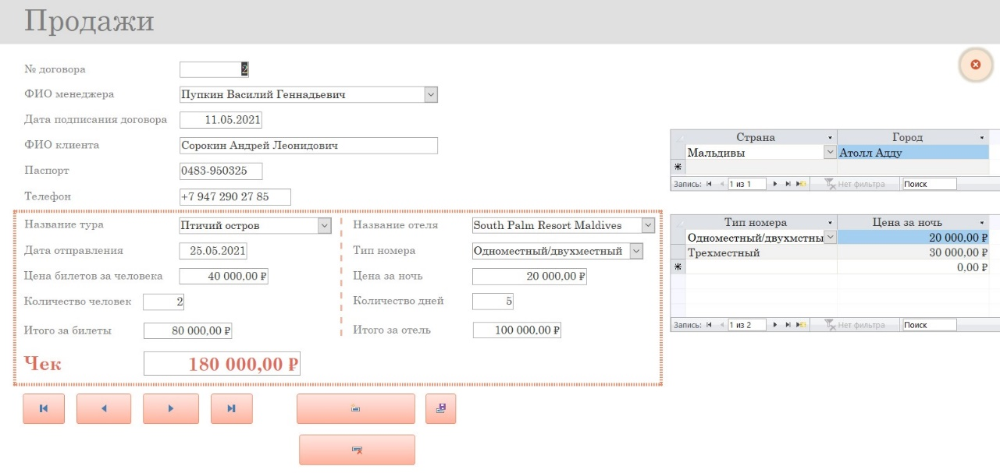 Продажи
№ договора 2
ФИО менеджера Пупкин Василий Геннадьевич
Дата подписания договора 11.05.2021
ФИО клиента Сорокин Андрей Леонидович
Паспорт 0483-950325
Телефон +7 947 290 27 85
Название тура Птичий остров
Дата отправления 25.05.2021
Цена билетов за человека 40 000,00 ₽
Количество человек 2
Итого за билеты 80 000,00 ₽
Название отеля South Palm Resort Maldives
Тип номера Одноместный/двухместный
Цена за ночь 20 000,00 ₽
Количество дней 5
Итого за отель 100 000,00 ₽
Чек 180 000,00 ₽
Страна Город
Мальдивы Атолл Адду
Запись: 1 из 1 Нет фильтра Поиск
Тип номера Цена за ночь
Одноместный/двухмстны 20 000,00 ₽
Трехместный 30 000,00 ₽
0,00 ₽
Запись: 1 из 2 Нет фильтра Поиск